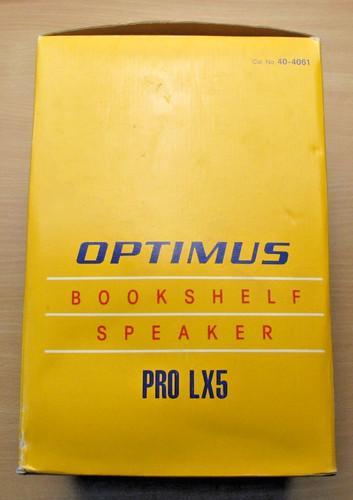 Cat. No. 40-4061
OPTIMUS
BOOKSHELF
SPEAKER
PRO LX5